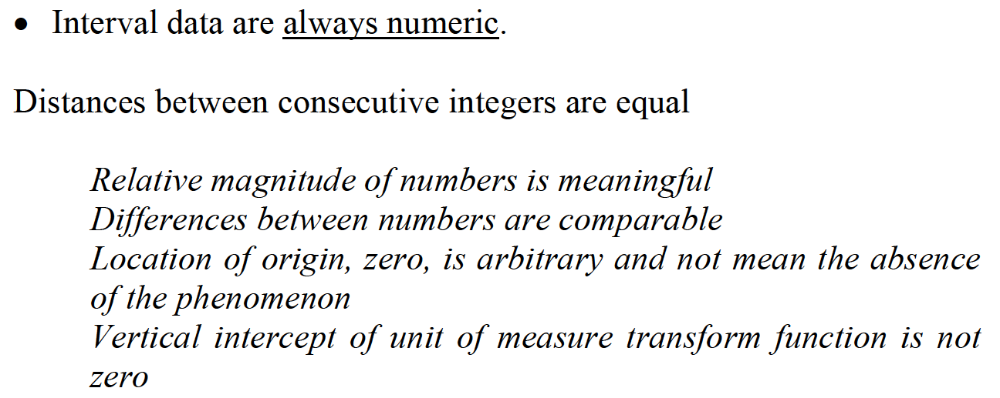 • Interval data are always numeric.
Distances between consecutive integers are equal
Relative magnitude of numbers is meaningful
Differences between numbers are comparable
Location of origin, zero, is arbitrary and not mean the absence
of the phenomenon
Vertical intercept of unit of measure transform function is not
zero